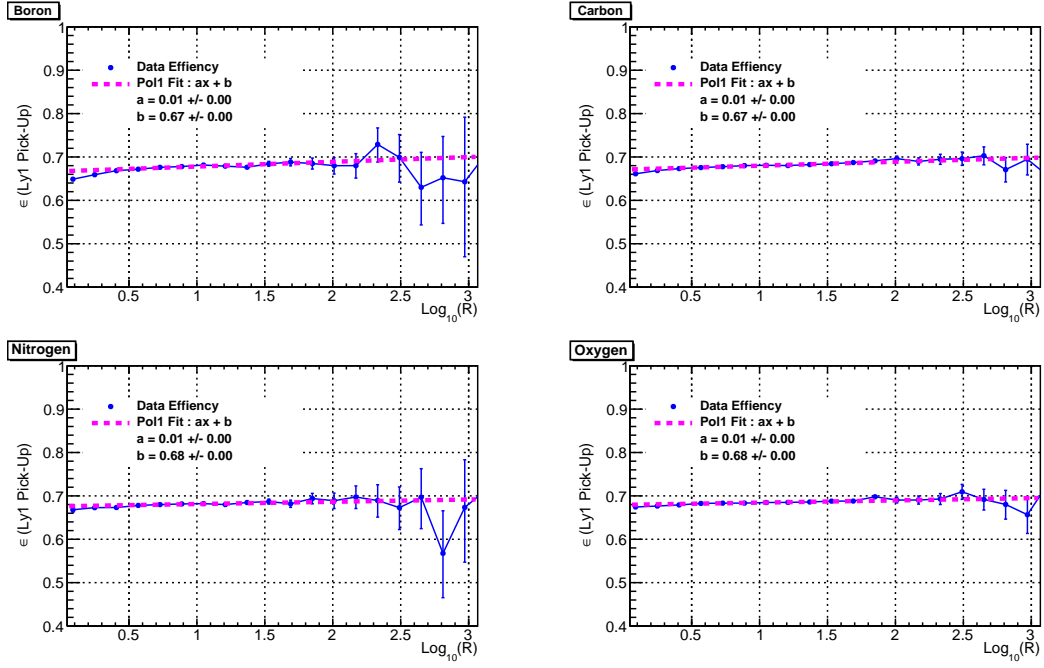 Boron
1
0.9
0.8
0.7
0.6
0.5
0.4
∈ (Ly1 Pick-Up)
Data Effiency
Pol1 Fit : ax + b
a = 0.01 +/- 0.00
b = 0.67 +/- 0.00
0.5 1 1.5 2 2.5 3
Log10(R)
Carbon
1
0.9
0.8
0.7
0.6
0.5
0.4
∈ (Ly1 Pick-Up)
Data Effiency
Pol1 Fit : ax + b
a = 0.01 +/- 0.00
b = 0.67 +/- 0.00
0.5 1 1.5 2 2.5 3
Log10(R)
Nitrogen
1
0.9
0.8
0.7
0.6
0.5
0.4
∈ (Ly1 Pick-Up)
Data Effiency
Pol1 Fit : ax + b
a = 0.01 +/- 0.00
b = 0.68 +/- 0.00
0.5 1 1.5 2 2.5 3
Log10(R)
Oxygen
1
0.9
0.8
0.7
0.6
0.5
0.4
∈ (Ly1 Pick-Up)
Data Effiency
Pol1 Fit : ax + b
a = 0.01 +/- 0.00
b = 0.68 +/- 0.00
0.5 1 1.5 2 2.5 3
Log10(R)